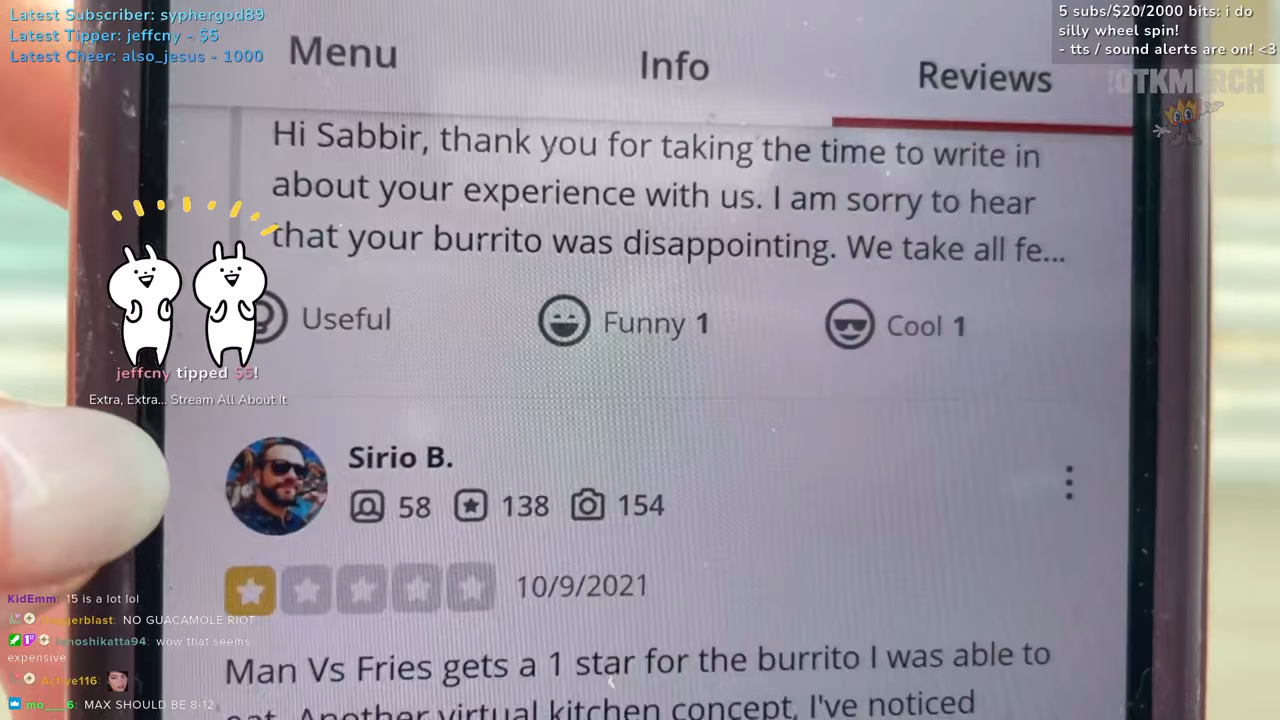 Latest Subscriber: syphergod89
Latest Tipper: jeffcny - $5
Latest Cheer: also_jesus - 1000
5 subs/$20/2000 bits: i do
silly wheel spin!
- tts / sound alerts are on! <3
!OTKMERCH
Menu
Info
Reviews
Hi Sabbir, thank you for taking the time to write in
about your experience with us. I am sorry to hear
that your burrito was disappointing. We take all fe...
Useful
Funny 1
Cool 1
jeffcny tipped $5!
Extra, Extra... Stream All About It
Sirio B.
58 138 154
10/9/2021
Man Vs Fries gets a 1 star for the burrito I was able to
eat. Another virtual kitchen concept, I've noticed
KidEmm: 15 is a lot lol
NO GUACAMOLE RIOT
wow that seems
expensive
Active116:
MAX SHOULD BE 8-12